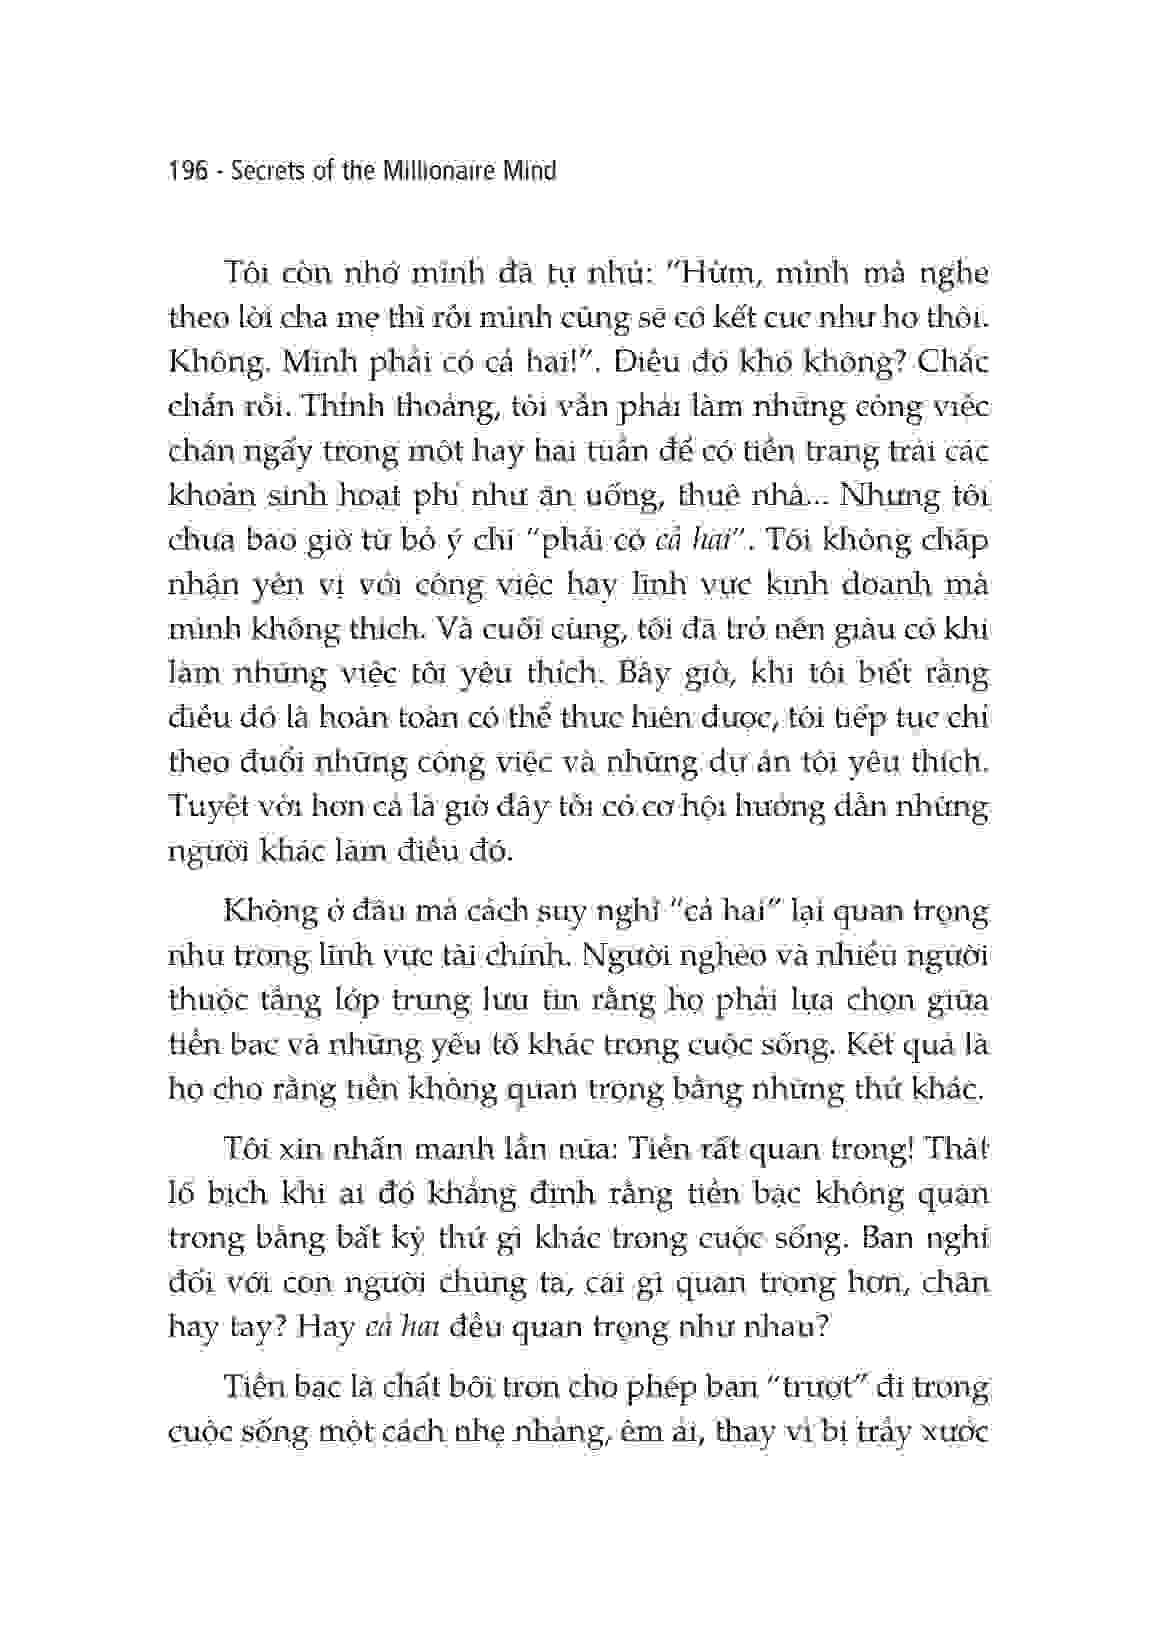 196 - Secrets of the Millionaire Mind
Tôi còn nhớ mình đã tự nhủ: “Hừm, mình mà nghe
theo lời cha mẹ thì rồi mình cũng sẽ có kết cục như họ thôi.
Không. Mình phải có cả hai!”. Điều đó khó không? Chắc
chắn rồi. Thỉnh thoảng, tôi vẫn phải làm những công việc
chán ngấy trong một hay hai tuần để có tiền trang trải các
khoản sinh hoạt phí như ăn uống, thuê nhà... Nhưng tôi
chưa bao giờ từ bỏ ý chí “phải có cả hai”. Tôi không chấp
nhận yên vị với công việc hay lĩnh vực kinh doanh mà
mình không thích. Và cuối cùng, tôi đã trở nên giàu có khi
làm những việc tôi yêu thích. Bây giờ, khi tôi biết rằng
điều đó là hoàn toàn có thể thực hiện được, tôi tiếp tục chỉ
theo đuổi những công việc và những dự án tôi yêu thích.
Tuyệt vời hơn cả là giờ đây tôi có cơ hội hướng dẫn những
người khác làm điều đó.
Không ở đâu mà cách suy nghĩ “cả hai” lại quan trọng
như trong lĩnh vực tài chính. Người nghèo và nhiều người
thuộc tầng lớp trung lưu tin rằng họ phải lựa chọn giữa
tiền bạc và những yếu tố khác trong cuộc sống. Kết quả là
họ cho rằng tiền không quan trọng bằng những thứ khác.
Tôi xin nhấn mạnh lần nữa: Tiền rất quan trọng! Thật
lố bịch khi ai đó khẳng định rằng tiền bạc không quan
trọng bằng bất kỳ thứ gì khác trong cuộc sống. Bạn nghĩ
đối với con người chúng ta, cái gì quan trọng hơn, chân
hay tay? Hay cả hai đều quan trọng như nhau?
Tiền bạc là chất bôi trơn cho phép bạn “trượt” đi trong
cuộc sống một cách nhẹ nhàng, êm ái, thay vì bị trầy xước